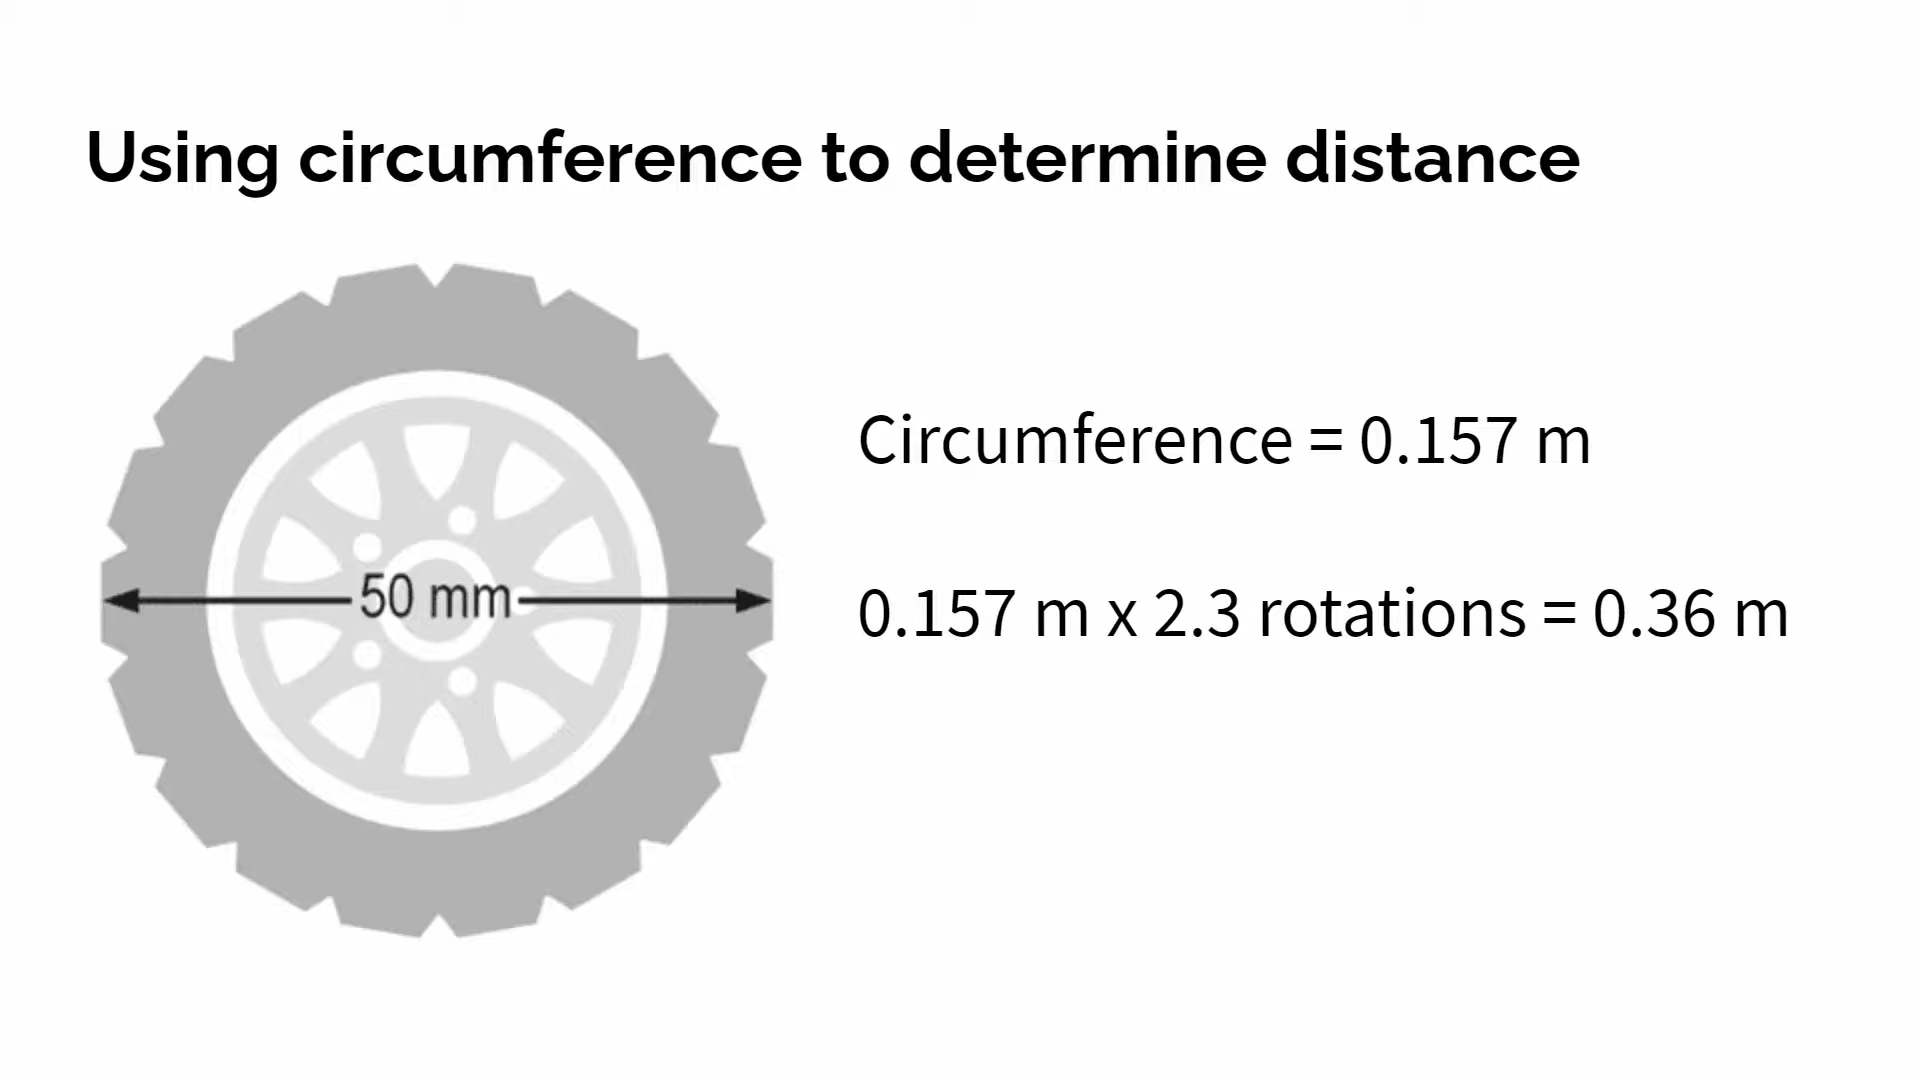 Using circumference to determine distance
50 mm
Circumference = 0.157 m
0.157 m x 2.3 rotations = 0.36 m